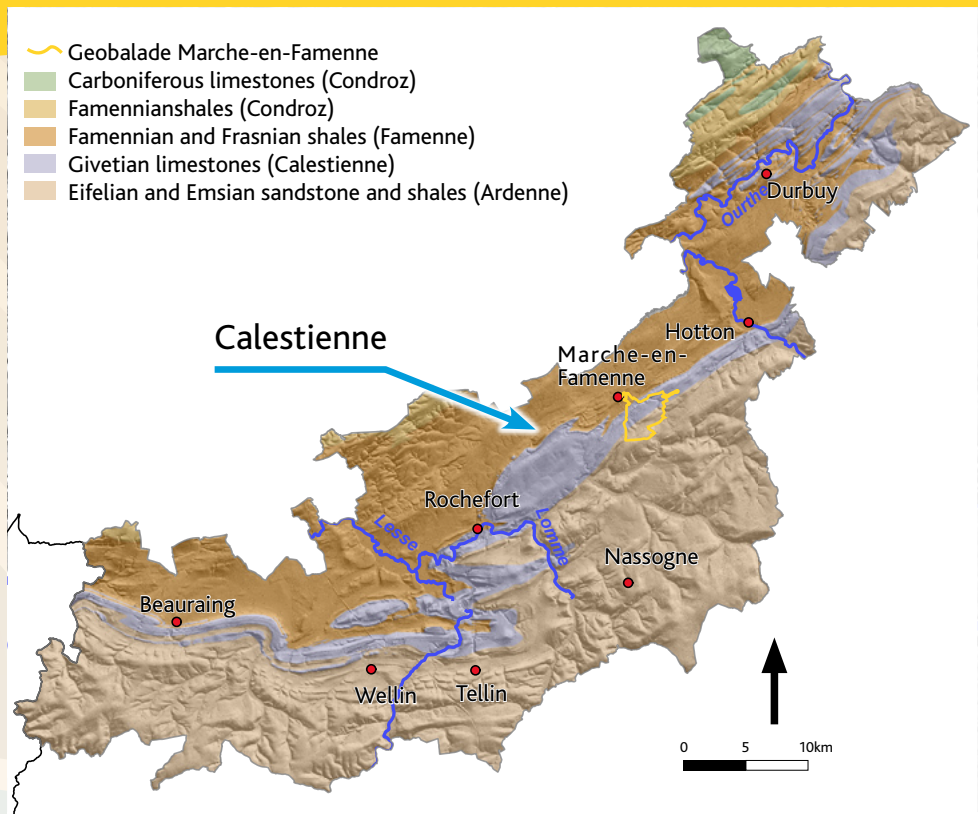 Geobalade Marche-en-Famenne
Carboniferous limestones (Condroz)
Famennianshales (Condroz)
Famennian and Frasnian shales (Famenne)
Givetian limestones (Calestienne)
Eifelian and Emsian sandstone and shales (Ardenne)
Durbuy
Ourthe
Hotton
Calestienne
Marche-en-
Famenne
Rochefort
Lesse
Lomme
Nassogne
Beauraing
Wellin
Tellin
0 5 10km